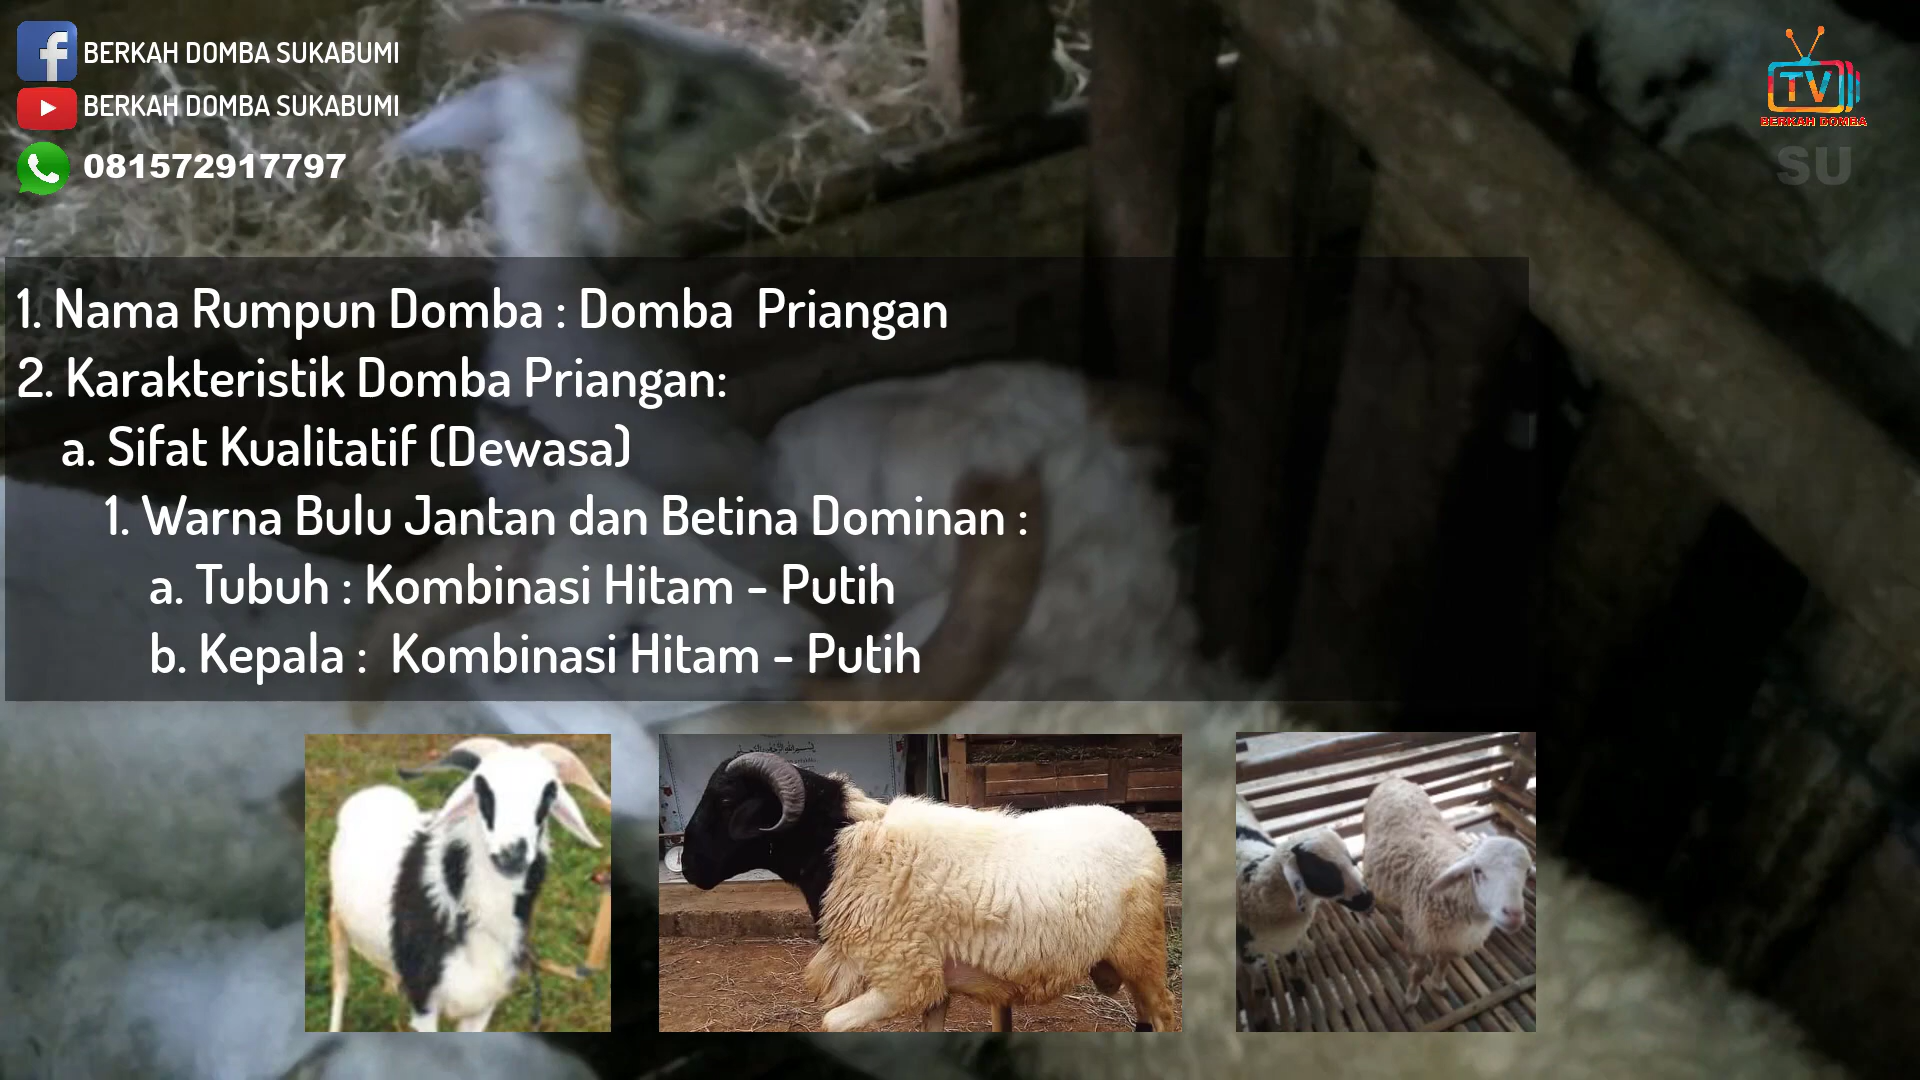 BERKAH DOMBA SUKABUMI
BERKAH DOMBA SUKABUMI
081572917797
TV
BERKAH DOMBA
SU
1. Nama Rumpun Domba : Domba Priangan
2. Karakteristik Domba Priangan:
a. Sifat Kualitatif (Dewasa)
1. Warna Bulu Jantan dan Betina Dominan :
a. Tubuh : Kombinasi Hitam - Putih
b. Kepala : Kombinasi Hitam - Putih